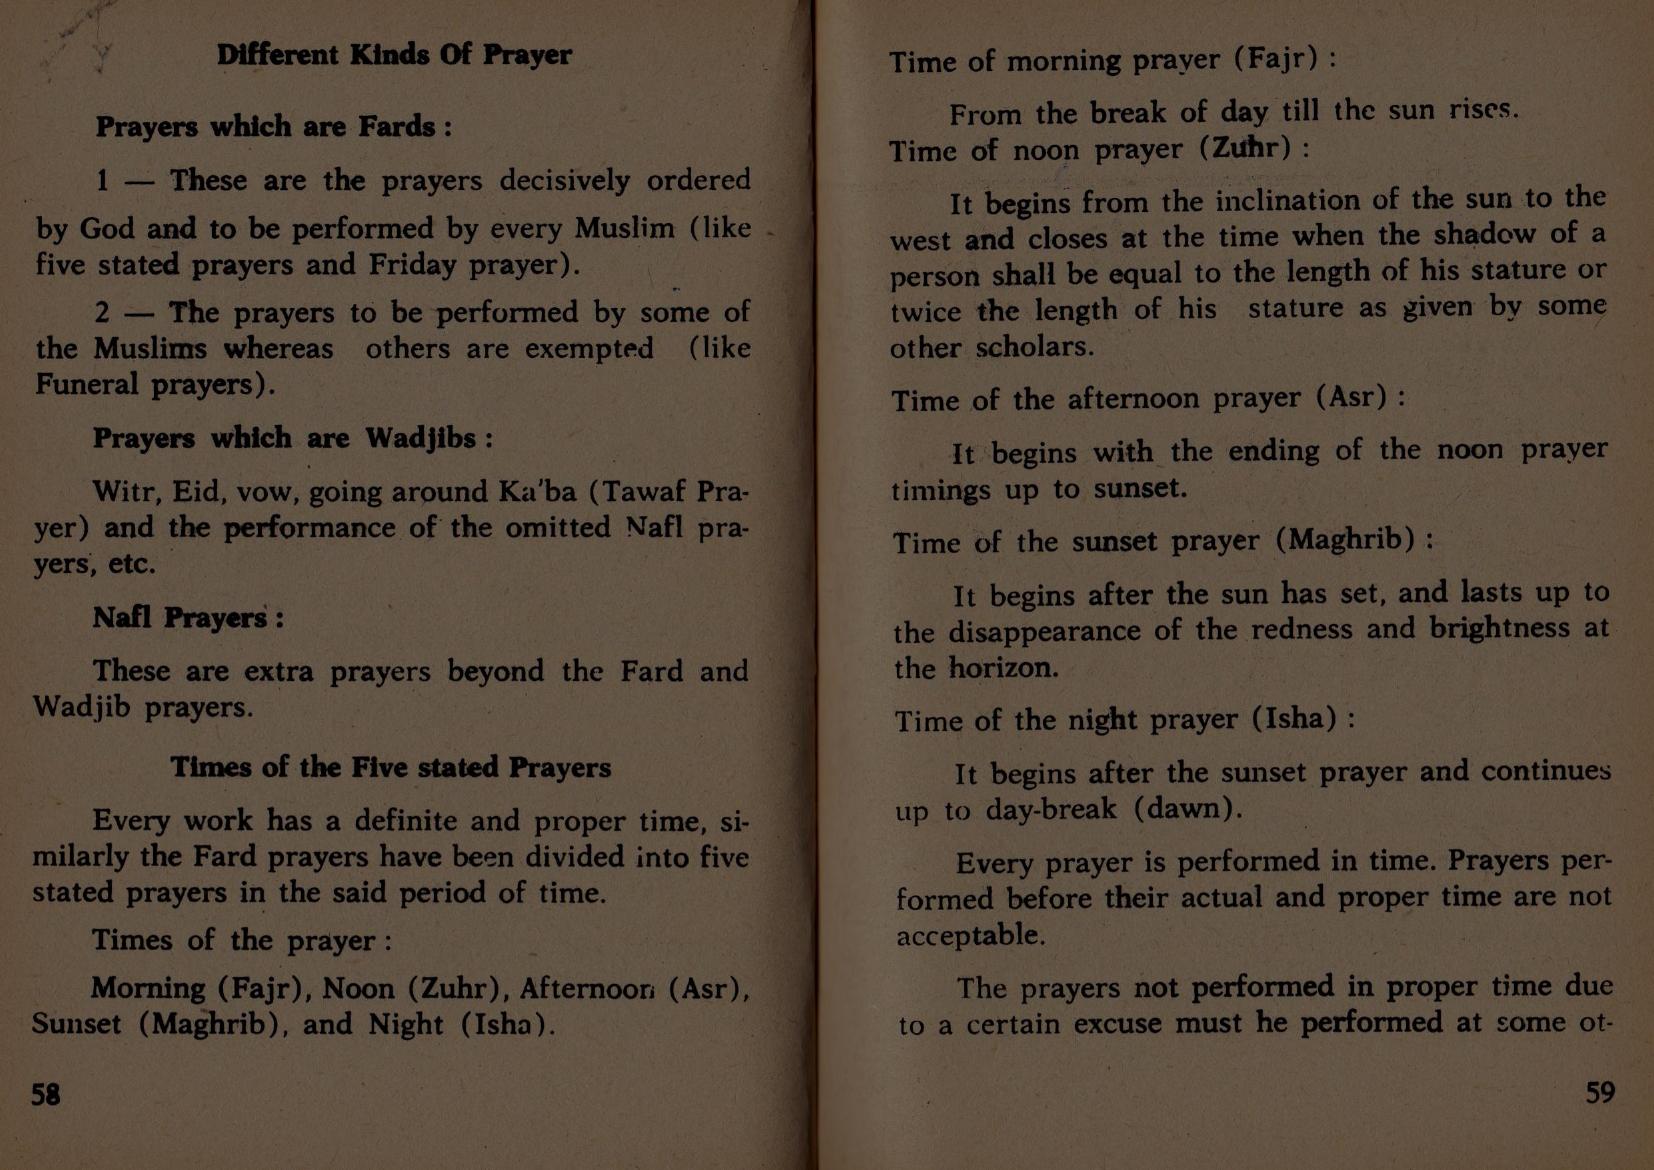 Different Kinds Of Prayer
Prayers which are Fards :
1 — These are the prayers decisively ordered
by God and to be performed by every Muslim (like
five stated prayers and Friday prayer).
2 — The prayers to be performed by some of
the Muslims whereas others are exempted (like
Funeral prayers).
Prayers which are Wadjibs :
Witr, Eid, vow, going around Ka'ba (Tawaf Pra-
yer) and the performance of the omitted Nafl pra-
yers, etc.
Nafl Prayers :
These are extra prayers beyond the Fard and
Wadjib prayers.
Times of the Five stated Prayers
Every work has a definite and proper time, si-
milarly the Fard prayers have been divided into five
stated prayers in the said period of time.
Times of the prayer :
Morning (Fajr), Noon (Zuhr), Afternoon (Asr),
Sunset (Maghrib), and Night (Isha).
58
Time of morning prayer (Fajr) :
From the break of day till the sun rises.
Time of noon prayer (Zuhr) :
It begins from the inclination of the sun to the
west and closes at the time when the shadow of a
person shall be equal to the length of his stature or
twice the length of his stature as given by some
other scholars.
Time of the afternoon prayer (Asr) :
It begins with the ending of the noon prayer
timings up to sunset.
Time of the sunset prayer (Maghrib) :
It begins after the sun has set, and lasts up to
the disappearance of the redness and brightness at
the horizon.
Time of the night prayer (Isha) :
It begins after the sunset prayer and continues
up to day-break (dawn).
Every prayer is performed in time. Prayers per-
formed before their actual and proper time are not
acceptable.
The prayers not performed in proper time due
to a certain excuse must he performed at some ot-
59